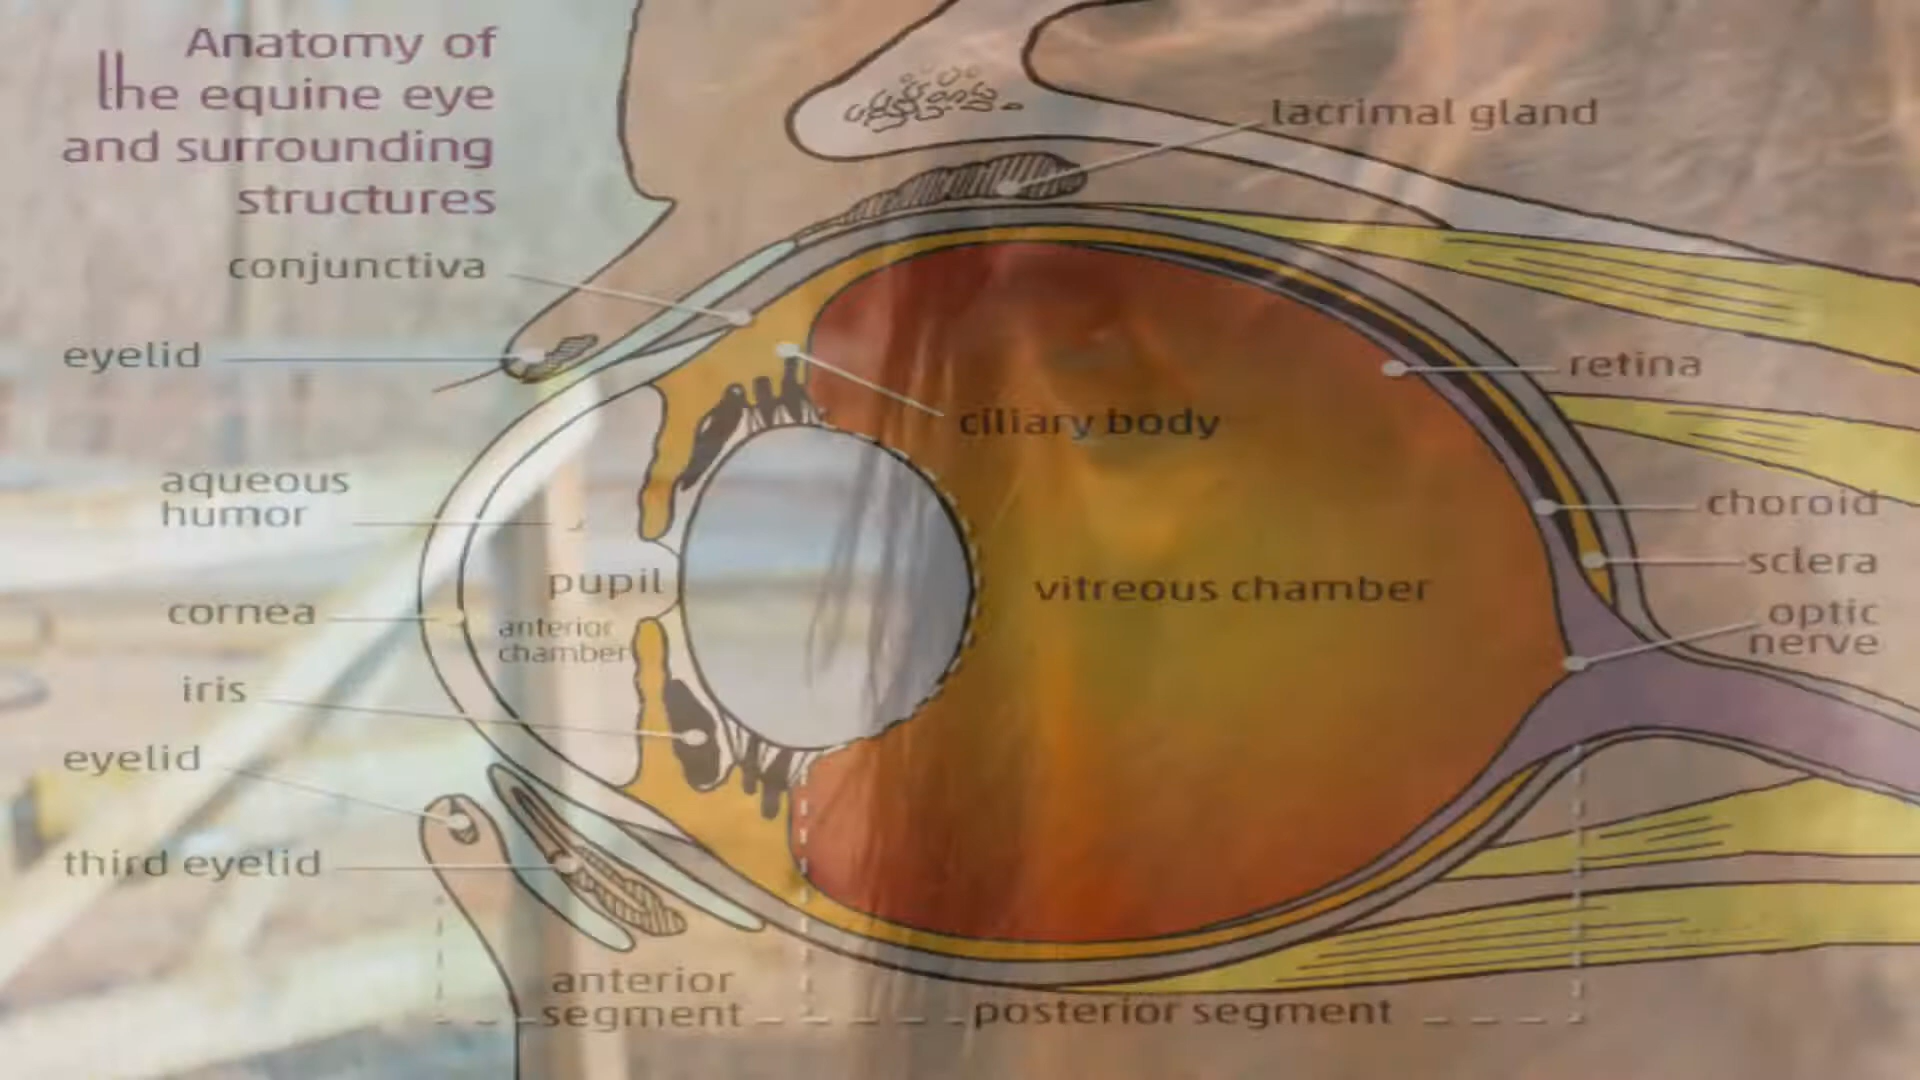 Anatomy of
the equine eye
and surrounding
structures
conjunctiva
eyelid
aqueous
humor
cornea
iris
eyelid
third eyelid
pupil
anterior
chamber
lacrimal gland
ciliary body
retina
vitreous chamber
choroid
sclera
optic
nerve
anterior
segment
posterior segment